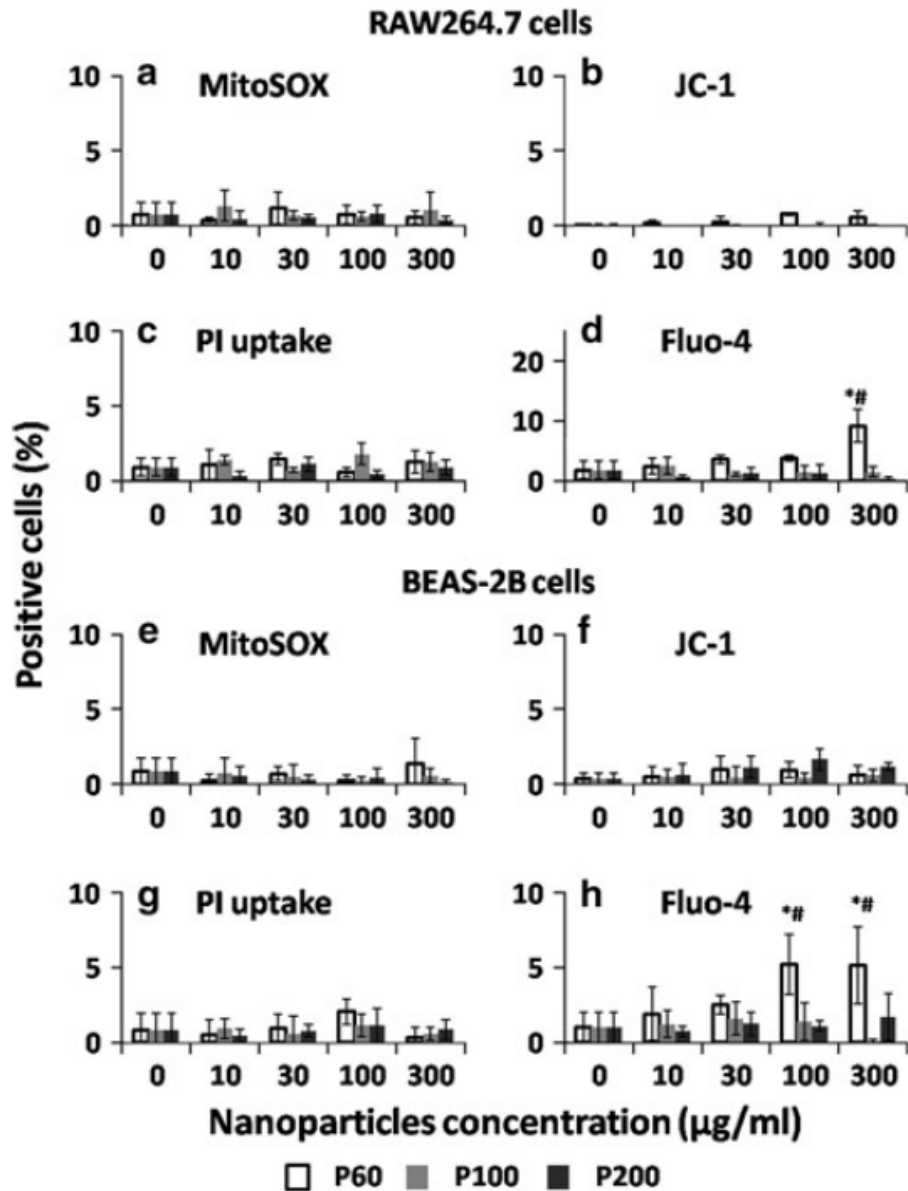 RAW264.7 cells
a MitoSOX
b JC-1
10 5 0
10 5 0
0 10 30 100 300
0 10 30 100 300
c PI uptake
d Fluo-4
10 5 0
20 10 0
*#
0 10 30 100 300
0 10 30 100 300
BEAS-2B cells
e MitoSOX
f JC-1
10 5 0
10 5 0
0 10 30 100 300
0 10 30 100 300
g PI uptake
h Fluo-4
10 5 0
10 5 0
*# *#
0 10 30 100 300
0 10 30 100 300
Positive cells (%)
Nanoparticles concentration (μg/ml)
P60 P100 P200